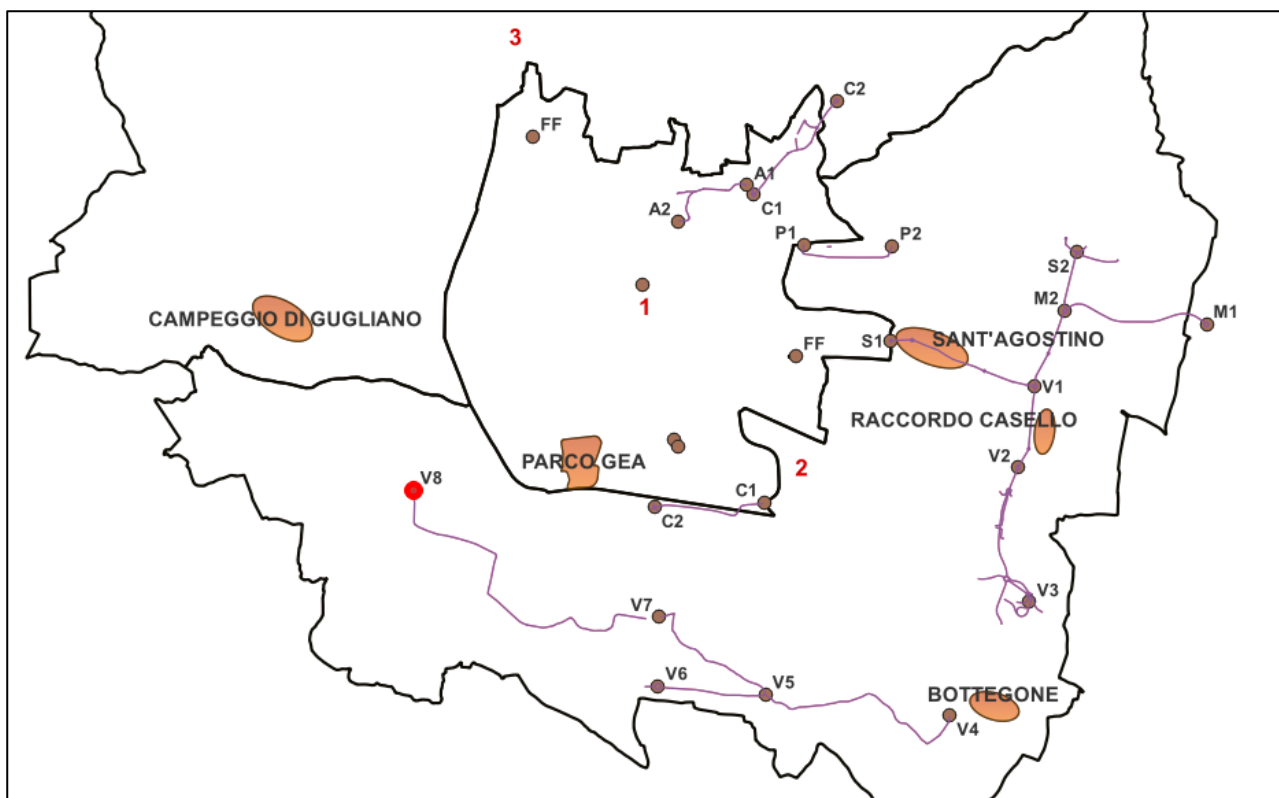 3
C2
FF
A1
C1
A2
P1
P2
S2
M2
M1
1
CAMPEGGIO DI GUGLIANO
S1
SANT'AGOSTINO
FF
V1
RACCORDO CASELLO
PARCO GEA
2
V2
V8
C1
C2
V3
V7
V6
V5
BOTTEGONE
V4